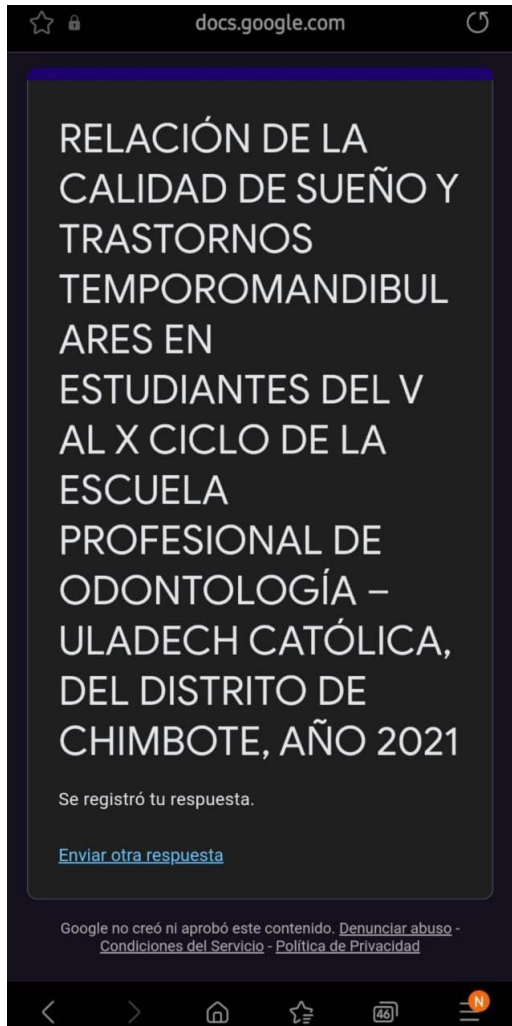 docs.google.com
RELACIÓN DE LA
CALIDAD DE SUEÑO Y
TRASTORNOS
TEMPOROMANDIBUL
ARES EN
ESTUDIANTES DEL V
AL X CICLO DE LA
ESCUELA
PROFESIONAL DE
ODONTOLOGÍA –
ULADECH CATÓLICA,
DEL DISTRITO DE
CHIMBOTE, AÑO 2021
Se registró tu respuesta.
Enviar otra respuesta
Google no creó ni aprobó este contenido. Denunciar abuso -
Condiciones del Servicio - Política de Privacidad
46
N